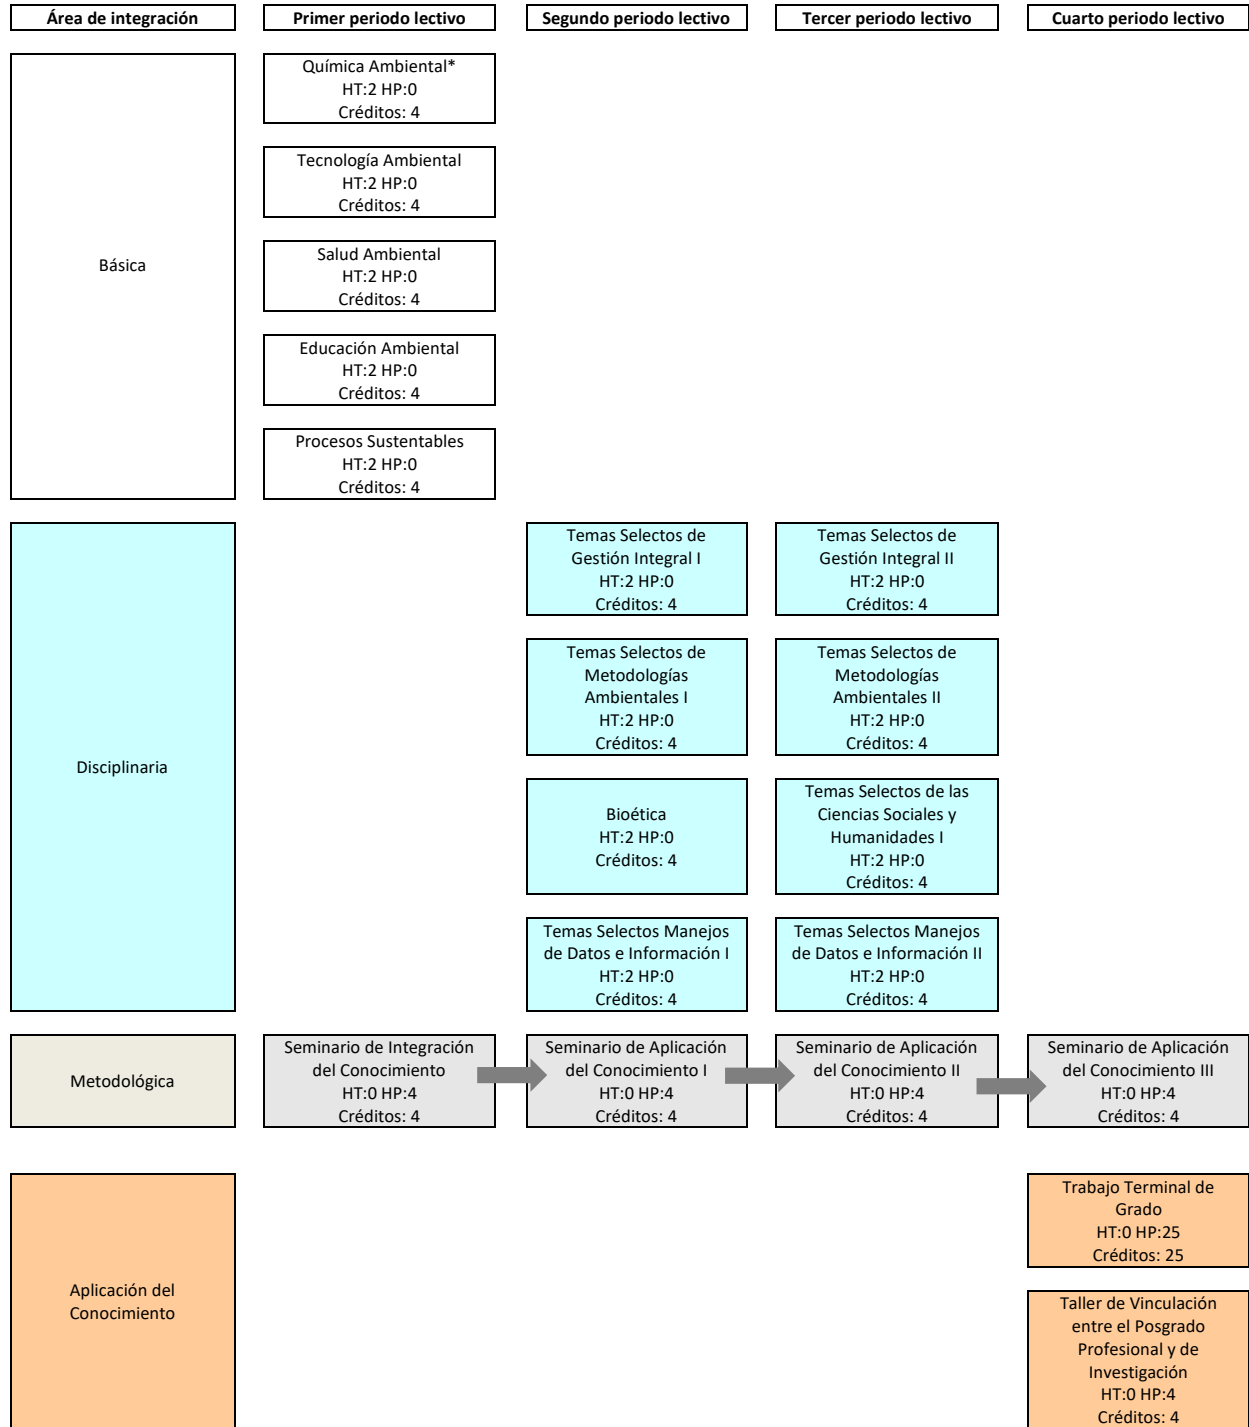 Área de integración
Primer periodo lectivo
Segundo periodo lectivo
Tercer periodo lectivo
Cuarto periodo lectivo
Básica
Química Ambiental*
HT:2 HP:0
Créditos: 4
Tecnología Ambiental
HT:2 HP:0
Créditos: 4
Salud Ambiental
HT:2 HP:0
Créditos: 4
Educación Ambiental
HT:2 HP:0
Créditos: 4
Procesos Sustentables
HT:2 HP:0
Créditos: 4
Disciplinaria
Temas Selectos de
Gestión Integral I
HT:2 HP:0
Créditos: 4
Temas Selectos de
Gestión Integral II
HT:2 HP:0
Créditos: 4
Temas Selectos de
Metodologías
Ambientales I
HT:2 HP:0
Créditos: 4
Temas Selectos de
Metodologías
Ambientales II
HT:2 HP:0
Créditos: 4
Bioética
HT:2 HP:0
Créditos: 4
Temas Selectos de las
Ciencias Sociales y
Humanidades I
HT:2 HP:0
Créditos: 4
Temas Selectos Manejos
de Datos e Información I
HT:2 HP:0
Créditos: 4
Temas Selectos Manejos
de Datos e Información II
HT:2 HP:0
Créditos: 4
Metodológica
Seminario de Integración
del Conocimiento
HT:0 HP:4
Créditos: 4
Seminario de Aplicación
del Conocimiento I
HT:0 HP:4
Créditos: 4
Seminario de Aplicación
del Conocimiento II
HT:0 HP:4
Créditos: 4
Seminario de Aplicación
del Conocimiento III
HT:0 HP:4
Créditos: 4
Aplicación del
Conocimiento
Trabajo Terminal de
Grado
HT:0 HP:25
Créditos: 25
Taller de Vinculación
entre el Posgrado
Profesional y de
Investigación
HT:0 HP:4
Créditos: 4